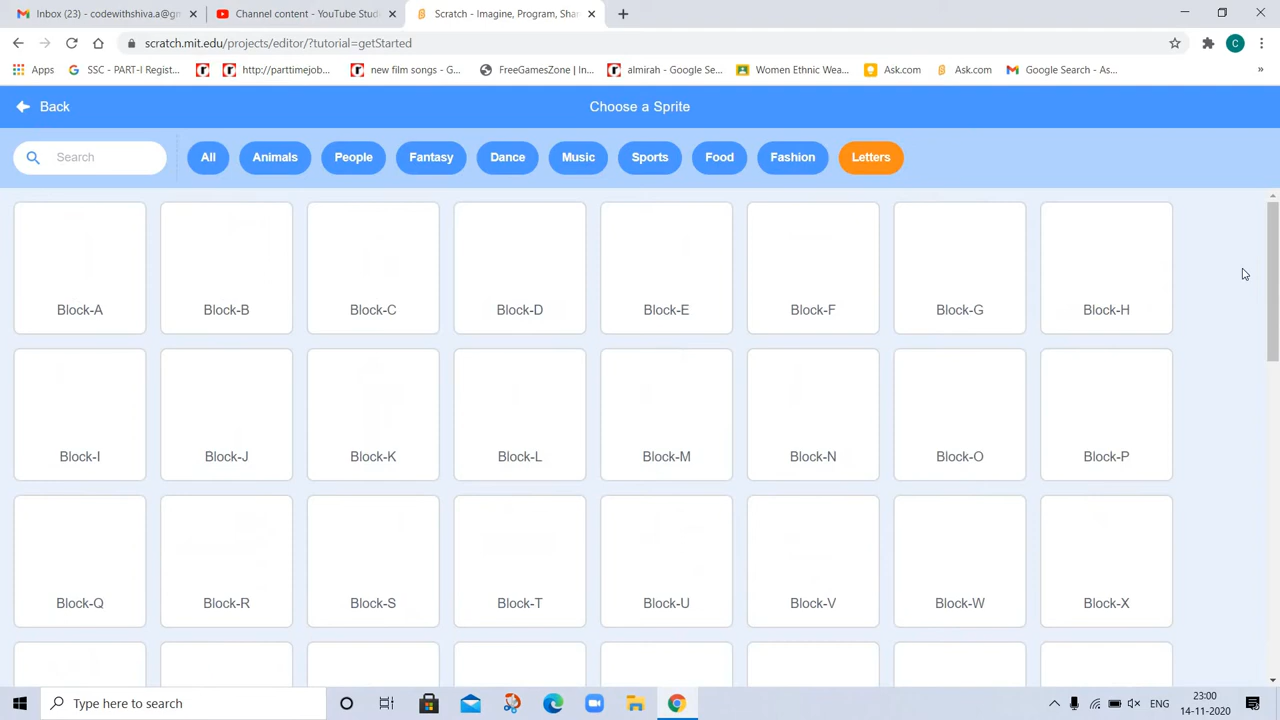 Inbox (23) - codewithshiva.a@gm
Channel content - YouTube Stud
Scratch - Imagine, Program, Shar
scratch.mit.edu/projects/editor/?tutorial=getStarted
C
Apps
SSC - PART-I Regist...
http://parttimejob...
new film songs - G...
FreeGamesZone | In...
almirah - Google Se...
Women Ethnic Wea...
Ask.com
Ask.com
Google Search - As...
»
Back
Choose a Sprite
Search
All
Animals
People
Fantasy
Dance
Music
Sports
Food
Fashion
Letters
Block-A
Block-B
Block-C
Block-D
Block-E
Block-F
Block-G
Block-H
Block-I
Block-J
Block-K
Block-L
Block-M
Block-N
Block-O
Block-P
Block-Q
Block-R
Block-S
Block-T
Block-U
Block-V
Block-W
Block-X
Type here to search
ENG
23:00
14-11-2020